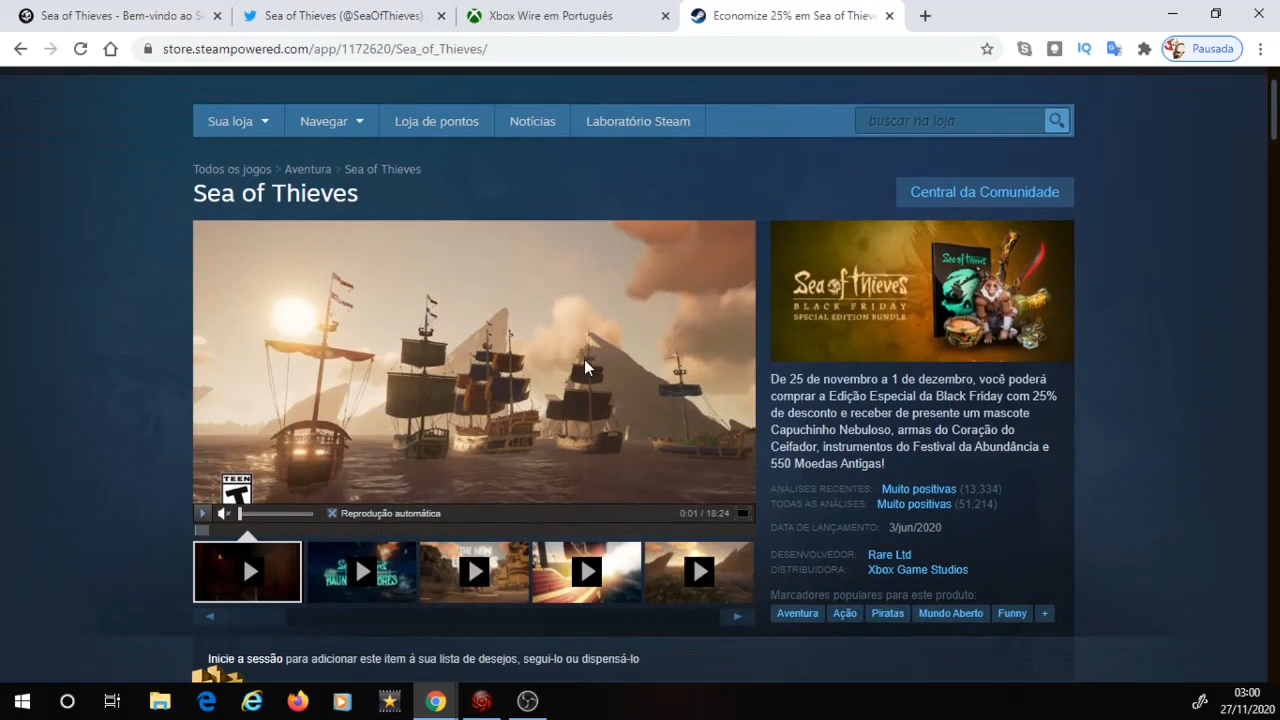 Sea of Thieves - Bem-vindo ao Se
Sea of Thieves (@SeaOfThieves)
Xbox Wire em Português
Economize 25% em Sea of Thieve
store.steampowered.com/app/1172620/Sea_of_Thieves/
IQ
Pausada
Sua loja
Navegar
Loja de pontos
Notícias
Laboratório Steam
buscar na loja
Todos os jogos > Aventura > Sea of Thieves
Sea of Thieves
Central da Comunidade
Sea of Thieves
BLACK FRIDAY
SPECIAL EDITION BUNDLE
Sea of Thieves
De 25 de novembro a 1 de dezembro, você poderá
comprar a Edição Especial da Black Friday com 25%
de desconto e receber de presente um mascote
Capuchinho Nebuloso, armas do Coração do
Ceifador, instrumentos do Festival da Abundância e
550 Moedas Antigas!
ANÁLISES RECENTES: Muito positivas (13,334)
TODAS AS ANÁLISES: Muito positivas (51,214)
DATA DE LANÇAMENTO: 3/jun/2020
DESENVOLVEDOR: Rare Ltd
DISTRIBUIDORA: Xbox Game Studios
Marcadores populares para este produto:
Aventura Ação Piratas Mundo Aberto Funny +
TEEN
T
Reprodução automática
0:01 / 18:24
Inicie a sessão para adicionar este item à sua lista de desejos, segui-lo ou dispensá-lo
03:00
27/11/2020